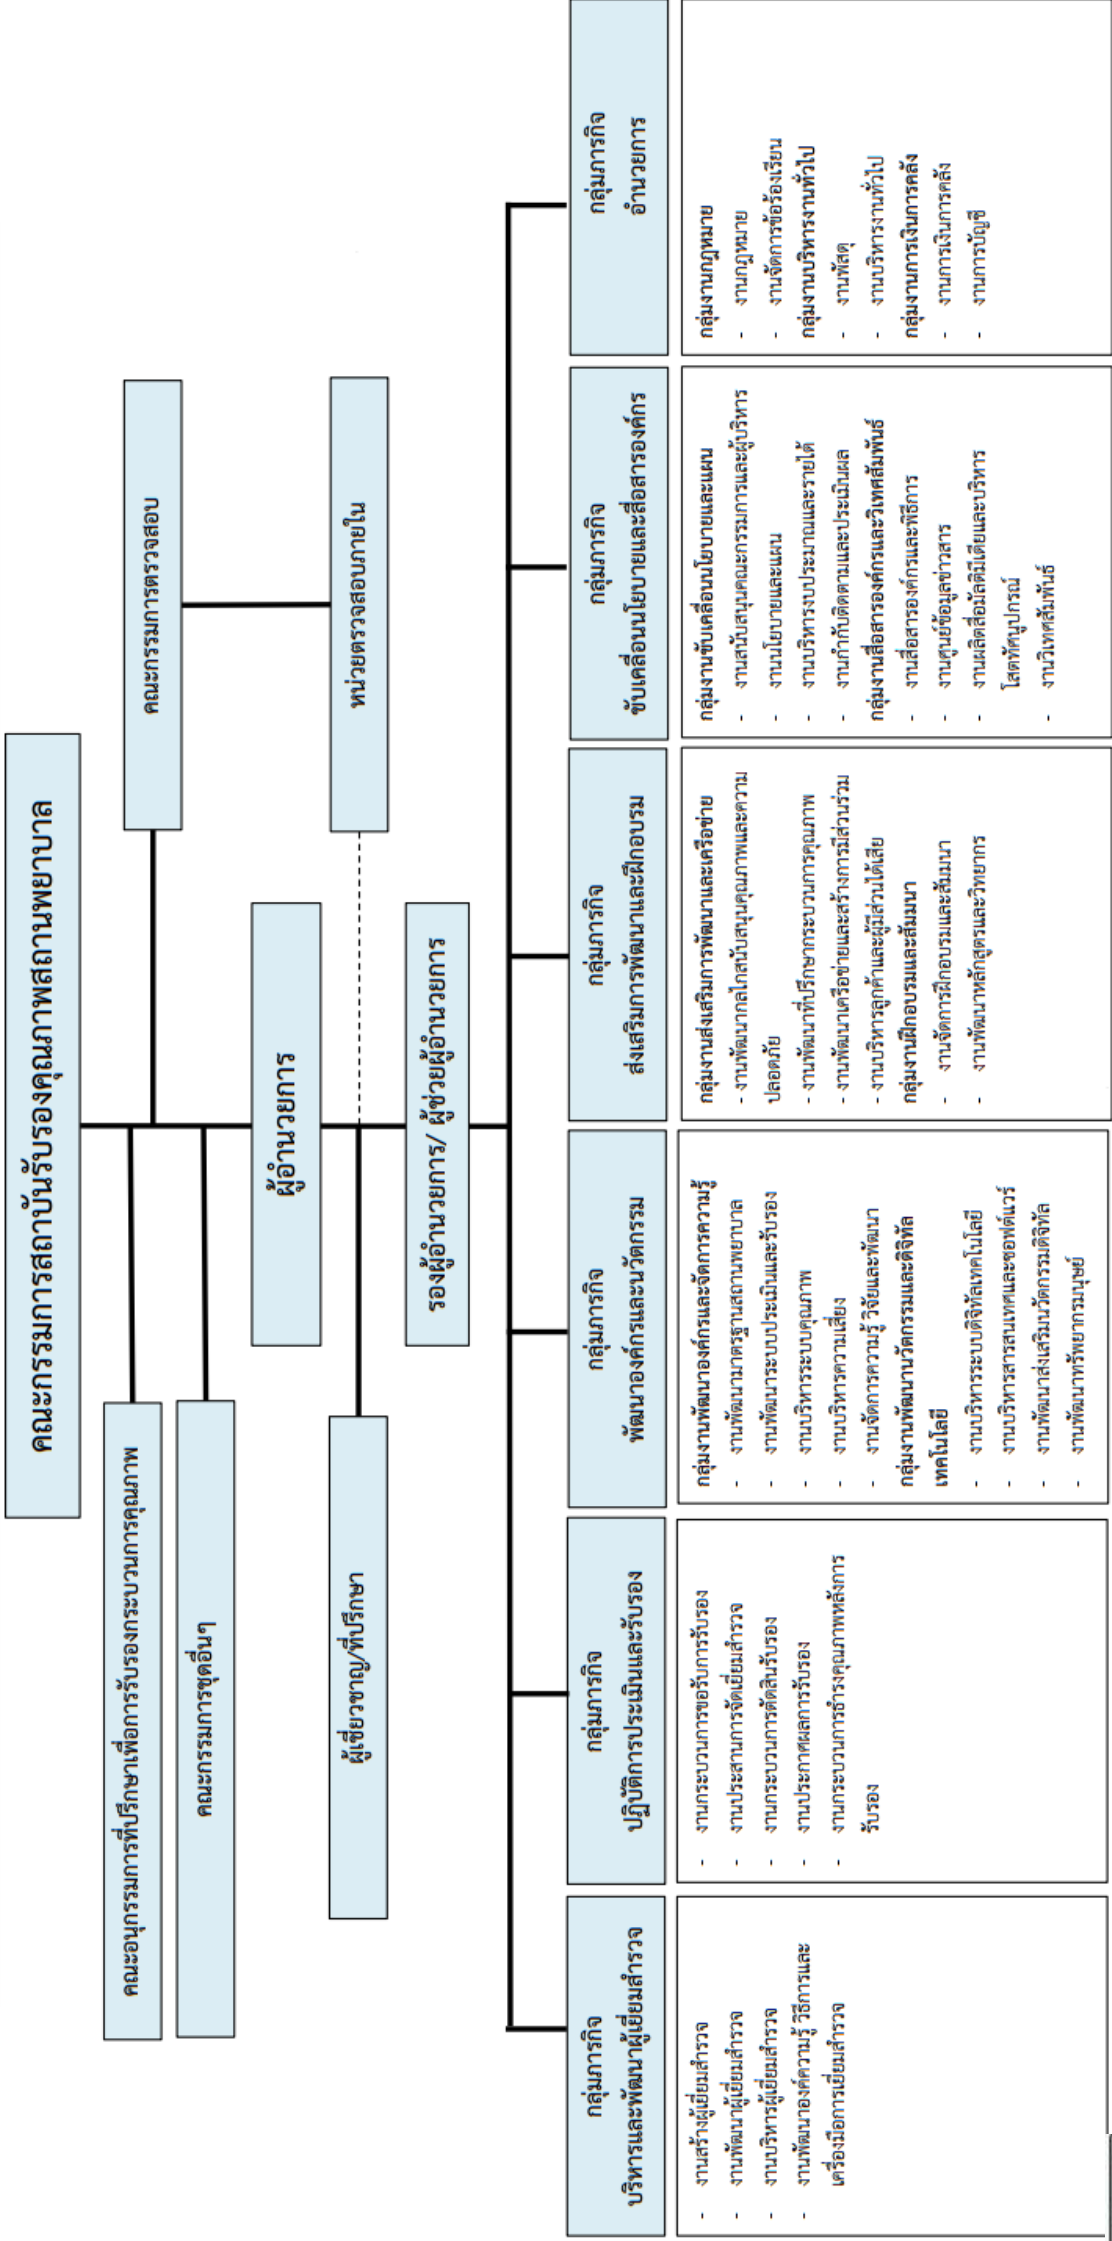 คณะกรรมการสถาบันรับรองคุณภาพสถานพยาบาล
คณะอนุกรรมการที่ปรึกษาเพื่อการรับรองกระบวนการคุณภาพ
คณะกรรมการตรวจสอบ
คณะกรรมการชุดอื่นๆ
ผู้อำนวยการ
ผู้เชี่ยวชาญ/ที่ปรึกษา
หน่วยตรวจสอบภายใน
รองผู้อำนวยการ/ ผู้ช่วยผู้อำนวยการ
กลุ่มภารกิจ
บริหารและพัฒนาผู้เยี่ยมสำรวจ
- งานสร้างผู้เยี่ยมสำรวจ
- งานพัฒนาผู้เยี่ยมสำรวจ
- งานบริหารผู้เยี่ยมสำรวจ
- งานพัฒนาองค์ความรู้ วิธีการและ
เครื่องมือการเยี่ยมสำรวจ
กลุ่มภารกิจ
ปฏิบัติการประเมินและรับรอง
- งานกระบวนการขอรับการรับรอง
- งานประสานการจัดเยี่ยมสำรวจ
- งานกระบวนการตัดสินรับรอง
- งานประกาศผลการรับรอง
- งานกระบวนการธำรงคุณภาพหลังการ
รับรอง
กลุ่มภารกิจ
พัฒนาองค์กรและนวัตกรรม
กลุ่มงานพัฒนาองค์กรและจัดการความรู้
- งานพัฒนามาตรฐานสถานพยาบาล
- งานพัฒนาระบบประเมินและรับรอง
- งานบริหารระบบคุณภาพ
- งานบริหารความเสี่ยง
- งานจัดการความรู้ วิจัยและพัฒนา
กลุ่มงานพัฒนานวัตกรรมและดิจิทัล
เทคโนโลยี
- งานบริหารระบบดิจิทัลเทคโนโลยี
- งานบริหารสารสนเทศและซอฟต์แวร์
- งานพัฒนาส่งเสริมนวัตกรรมดิจิทัล
- งานพัฒนาทรัพยากรมนุษย์
กลุ่มภารกิจ
ส่งเสริมการพัฒนาและฝึกอบรม
กลุ่มงานส่งเสริมการพัฒนาและเครือข่าย
- งานพัฒนากลไกสนับสนุนคุณภาพและความ
ปลอดภัย
- งานพัฒนาที่ปรึกษากระบวนการคุณภาพ
- งานพัฒนาเครือข่ายและสร้างการมีส่วนร่วม
- งานบริหารลูกค้าและผู้มีส่วนได้เสีย
กลุ่มงานฝึกอบรมและสัมมนา
- งานจัดการฝึกอบรมและสัมมนา
- งานพัฒนาหลักสูตรและวิทยากร
กลุ่มภารกิจ
ขับเคลื่อนนโยบายและสื่อสารองค์กร
กลุ่มงานขับเคลื่อนนโยบายและแผน
- งานสนับสนุนคณะกรรมการและผู้บริหาร
- งานนโยบายและแผน
- งานบริหารงบประมาณและรายได้
- งานกำกับติดตามและประเมินผล
กลุ่มงานสื่อสารองค์กรและวิเทศสัมพันธ์
- งานสื่อสารองค์กรและพิธีการ
- งานศูนย์ข้อมูลข่าวสาร
- งานผลิตสื่อมัลติมีเดียและบริหาร
โสตทัศนูปกรณ์
- งานวิเทศสัมพันธ์
กลุ่มภารกิจ
อำนวยการ
กลุ่มงานกฎหมาย
- งานกฎหมาย
- งานจัดการข้อร้องเรียน
กลุ่มงานบริหารงานทั่วไป
- งานพัสดุ
- งานบริหารงานทั่วไป
กลุ่มงานการเงินการคลัง
- งานการเงินการคลัง
- งานการบัญชี